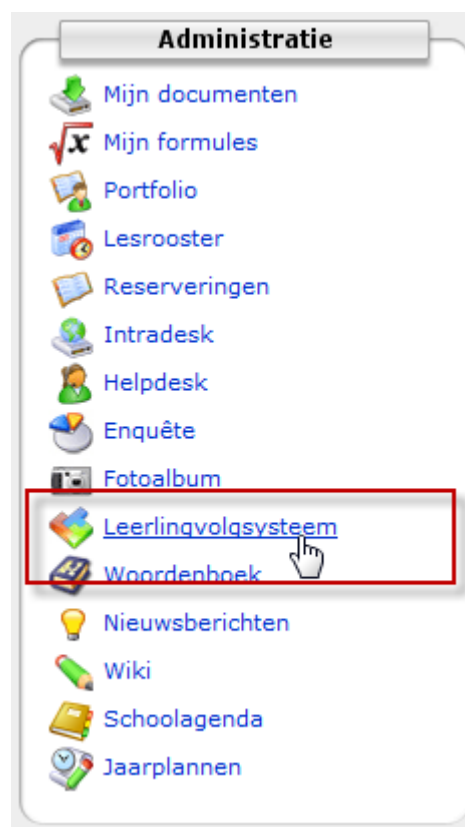 Administratie
Mijn documenten
Mijn formules
Portfolio
Lesrooster
Reserveringen
Intradesk
Helpdesk
Enquête
Fotoalbum
Leerlingvolgsysteem
Woordenboek
Nieuwsberichten
Wiki
Schoolagenda
Jaarplannen